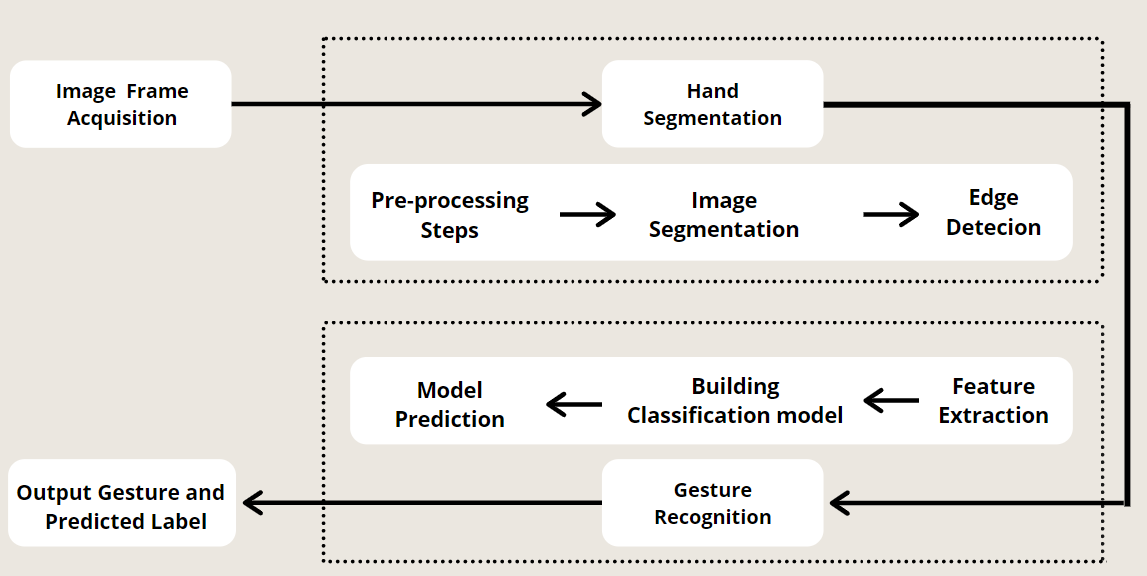 Image Frame
Acquisition
Hand
Segmentation
Pre-processing
Steps
Image
Segmentation
Edge
Detecion
Model
Prediction
Building
Classification model
Feature
Extraction
Output Gesture and
Predicted Label
Gesture
Recognition